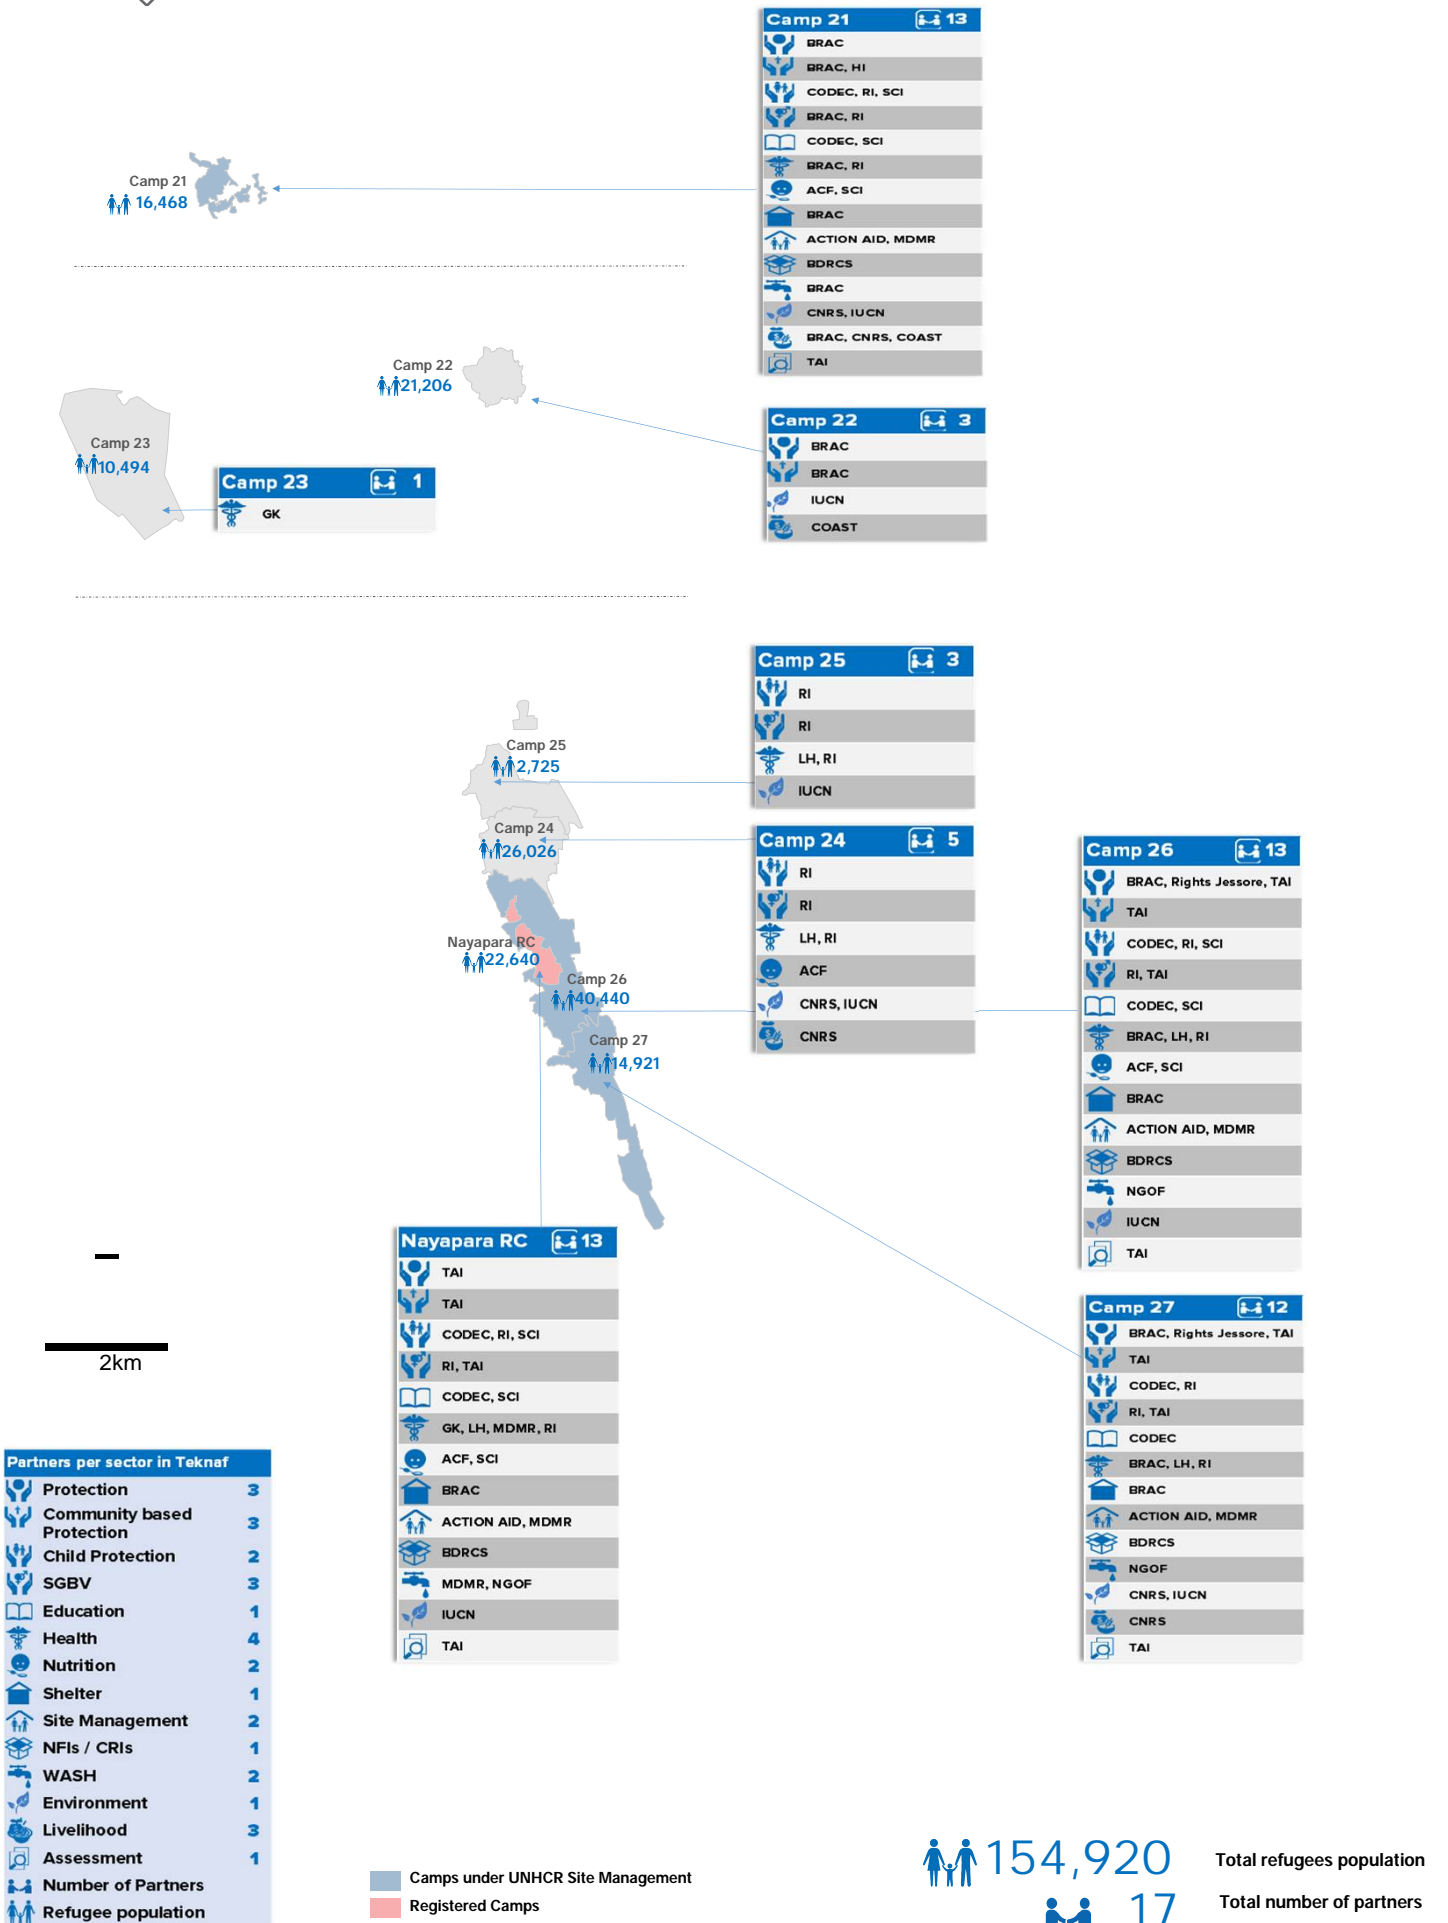 Camp 21 13
BRAC
BRAC, HI
CODEC, RI, SCI
BRAC, RI
CODEC, SCI
BRAC, RI
ACF, SCI
BRAC
ACTION AID, MDMR
BDRCS
BRAC
CNRS, IUCN
BRAC, CNRS, COAST
TAI
Camp 21
16,468
Camp 22
21,206
Camp 22 3
BRAC
BRAC
IUCN
COAST
Camp 23
10,494
Camp 23 1
GK
Camp 25 3
RI
RI
LH, RI
IUCN
Camp 25
2,725
Camp 24
26,026
Camp 24 5
RI
RI
LH, RI
ACF
CNRS, IUCN
CNRS
Camp 26 13
BRAC, Rights Jessore, TAI
TAI
CODEC, RI, SCI
RI, TAI
CODEC, SCI
BRAC, LH, RI
ACF, SCI
BRAC
ACTION AID, MDMR
BDRCS
NGOF
IUCN
TAI
Nayapara RC
22,640
Camp 26
40,440
Camp 27
14,921
Nayapara RC 13
TAI
TAI
CODEC, RI, SCI
RI, TAI
CODEC, SCI
GK, LH, MDMR, RI
ACF, SCI
BRAC
ACTION AID, MDMR
BDRCS
MDMR, NGOF
IUCN
TAI
Camp 27 12
BRAC, Rights Jessore, TAI
TAI
CODEC, RI
RI, TAI
CODEC
BRAC, LH, RI
BRAC
ACTION AID, MDMR
BDRCS
NGOF
CNRS, IUCN
CNRS
TAI
2km
Partners per sector in Teknaf
Protection 3
Community based
Protection 3
Child Protection 2
SGBV 3
Education 1
Health 4
Nutrition 2
Shelter 1
Site Management 2
NFIs / CRIs 1
WASH 2
Environment 1
Livelihood 3
Assessment 1
Number of Partners
Refugee population
Camps under UNHCR Site Management
Registered Camps
154,920 Total refugees population
17 Total number of partners